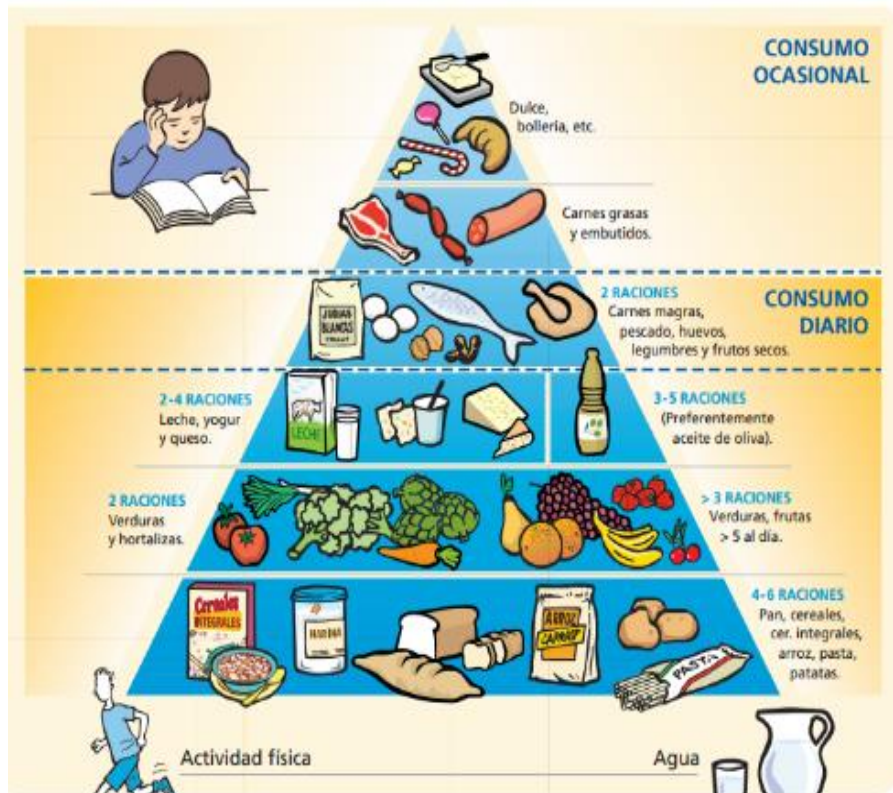 CONSUMO
OCASIONAL
Dulce,
bollería, etc.
Carnes grasas
y embutidos.
2 RACIONES
Carnes magras,
pescado, huevos,
legumbres y frutos secos.
CONSUMO
DIARIO
JUDIAS
BLANCAS
2-4 RACIONES
Leche, yogur
y queso.
LECHE
3-5 RACIONES
(Preferentemente
aceite de oliva).
2 RACIONES
Verduras
y hortalizas.
> 3 RACIONES
Verduras, frutas
> 5 al día.
Cereales
INTEGRALES
HARINA
ARROZ
4-6 RACIONES
Pan, cereales,
cer. integrales,
arroz, pasta,
patatas.
PASTA
Actividad física
Agua